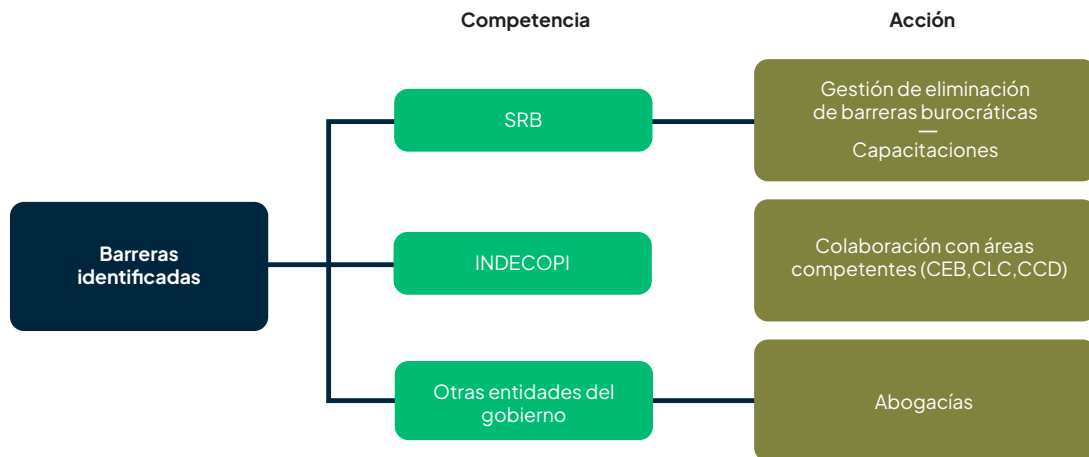 Competencia
Acción
SRB
Gestión de eliminación
de barreras burocráticas
—
Capacitaciones
Barreras
identificadas
INDECOPI
Colaboración con áreas
competentes (CEB,CLC,CCD)
Otras entidades del
gobierno
Abogacías